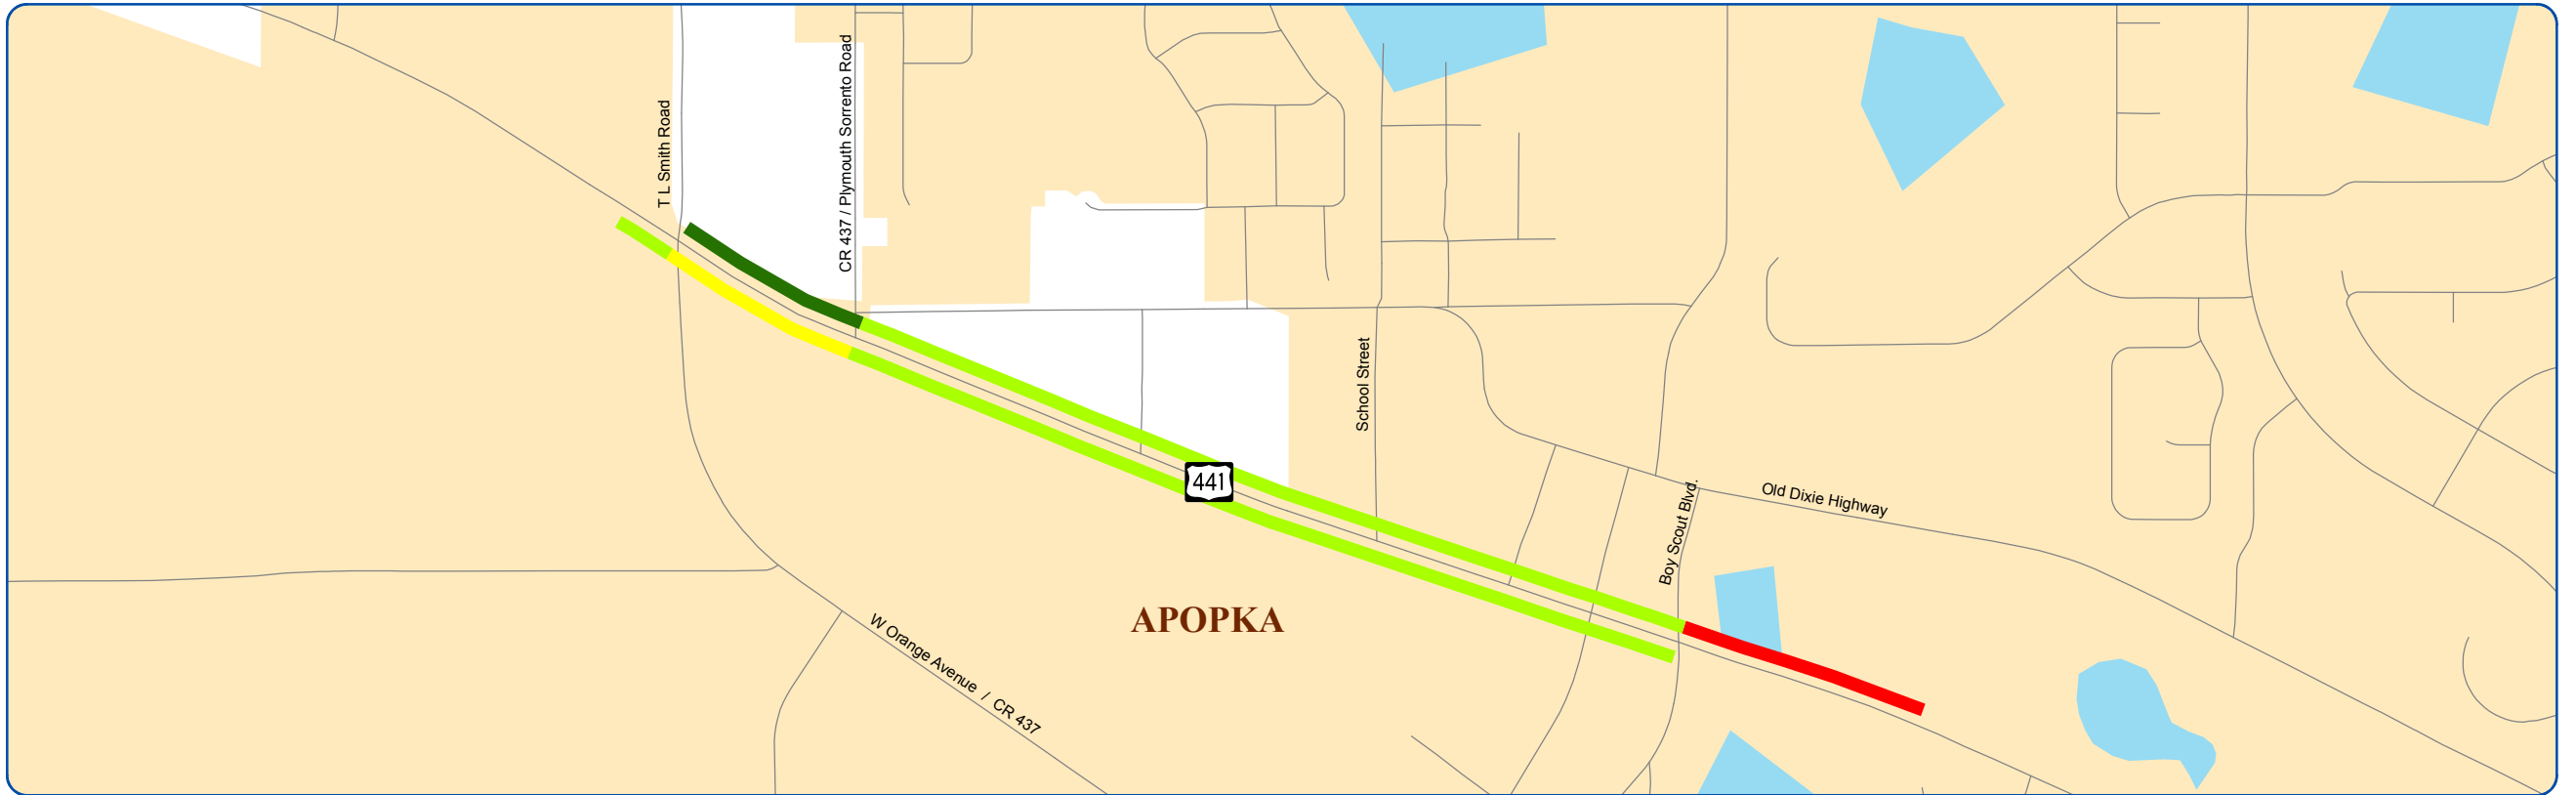 T L Smith Road
CR 437 / Plymouth Sorrento Road
School Street
441
Boy Scout Blvd.
Old Dixie Highway
APOPKA
W Orange Avenue / CR 437